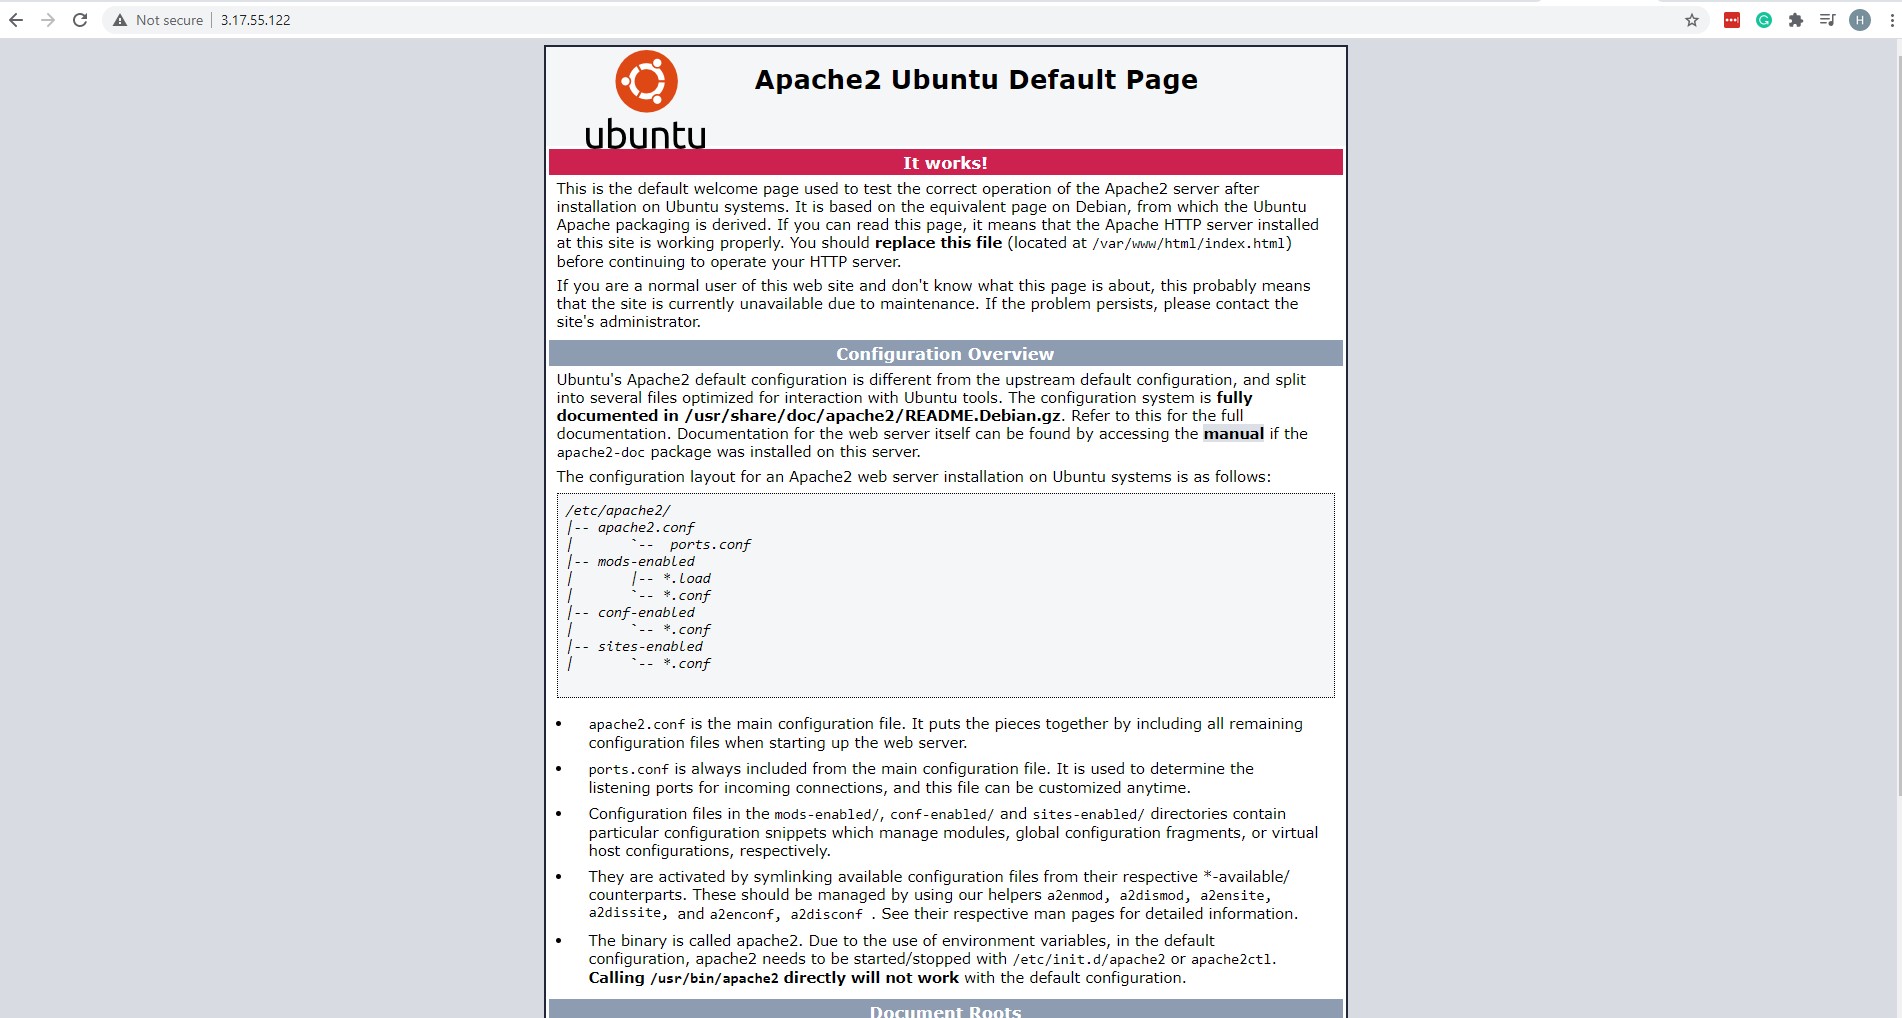 Not secure | 3.17.55.122
H
Apache2 Ubuntu Default Page
ubuntu
It works!
This is the default welcome page used to test the correct operation of the Apache2 server after
installation on Ubuntu systems. It is based on the equivalent page on Debian, from which the Ubuntu
Apache packaging is derived. If you can read this page, it means that the Apache HTTP server installed
at this site is working properly. You should replace this file (located at /var/www/html/index.html)
before continuing to operate your HTTP server.
If you are a normal user of this web site and don't know what this page is about, this probably means
that the site is currently unavailable due to maintenance. If the problem persists, please contact the
site's administrator.
Configuration Overview
Ubuntu's Apache2 default configuration is different from the upstream default configuration, and split
into several files optimized for interaction with Ubuntu tools. The configuration system is fully
documented in /usr/share/doc/apache2/README.Debian.gz. Refer to this for the full
documentation. Documentation for the web server itself can be found by accessing the manual if the
apache2-doc package was installed on this server.
The configuration layout for an Apache2 web server installation on Ubuntu systems is as follows:
/etc/apache2/
|-- apache2.conf
|       `--  ports.conf
|-- mods-enabled
|       |-- *.load
|       `-- *.conf
|-- conf-enabled
|       `-- *.conf
|-- sites-enabled
|       `-- *.conf
• apache2.conf is the main configuration file. It puts the pieces together by including all remaining
configuration files when starting up the web server.
• ports.conf is always included from the main configuration file. It is used to determine the
listening ports for incoming connections, and this file can be customized anytime.
• Configuration files in the mods-enabled/, conf-enabled/ and sites-enabled/ directories contain
particular configuration snippets which manage modules, global configuration fragments, or virtual
host configurations, respectively.
• They are activated by symlinking available configuration files from their respective *-available/
counterparts. These should be managed by using our helpers a2enmod, a2dismod, a2ensite,
a2dissite, and a2enconf, a2disconf . See their respective man pages for detailed information.
• The binary is called apache2. Due to the use of environment variables, in the default
configuration, apache2 needs to be started/stopped with /etc/init.d/apache2 or apache2ctl.
Calling /usr/bin/apache2 directly will not work with the default configuration.
Document Roots